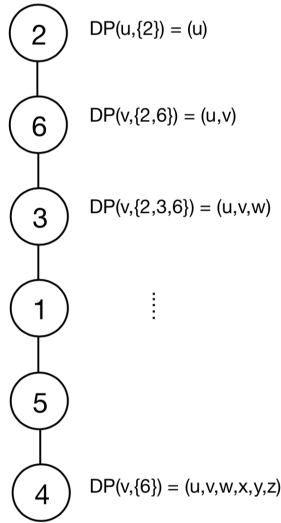 2 DP(u,{2}) = (u)
6 DP(v,{2,6}) = (u,v)
3 DP(v,{2,3,6}) = (u,v,w)
1
5
4 DP(v,{6}) = (u,v,w,x,y,z)